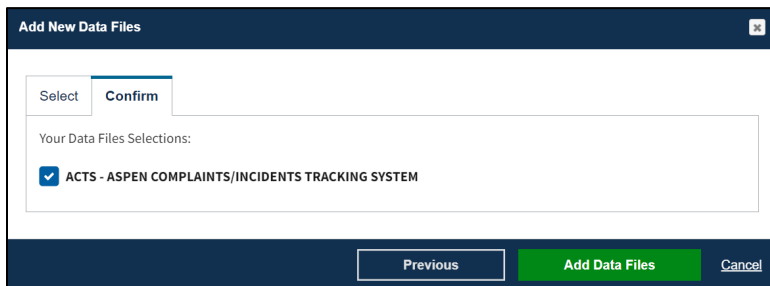 Add New Data Files
Select Confirm
Your Data Files Selections:
ACTS - ASPEN COMPLAINTS/INCIDENTS TRACKING SYSTEM
Previous Add Data Files Cancel